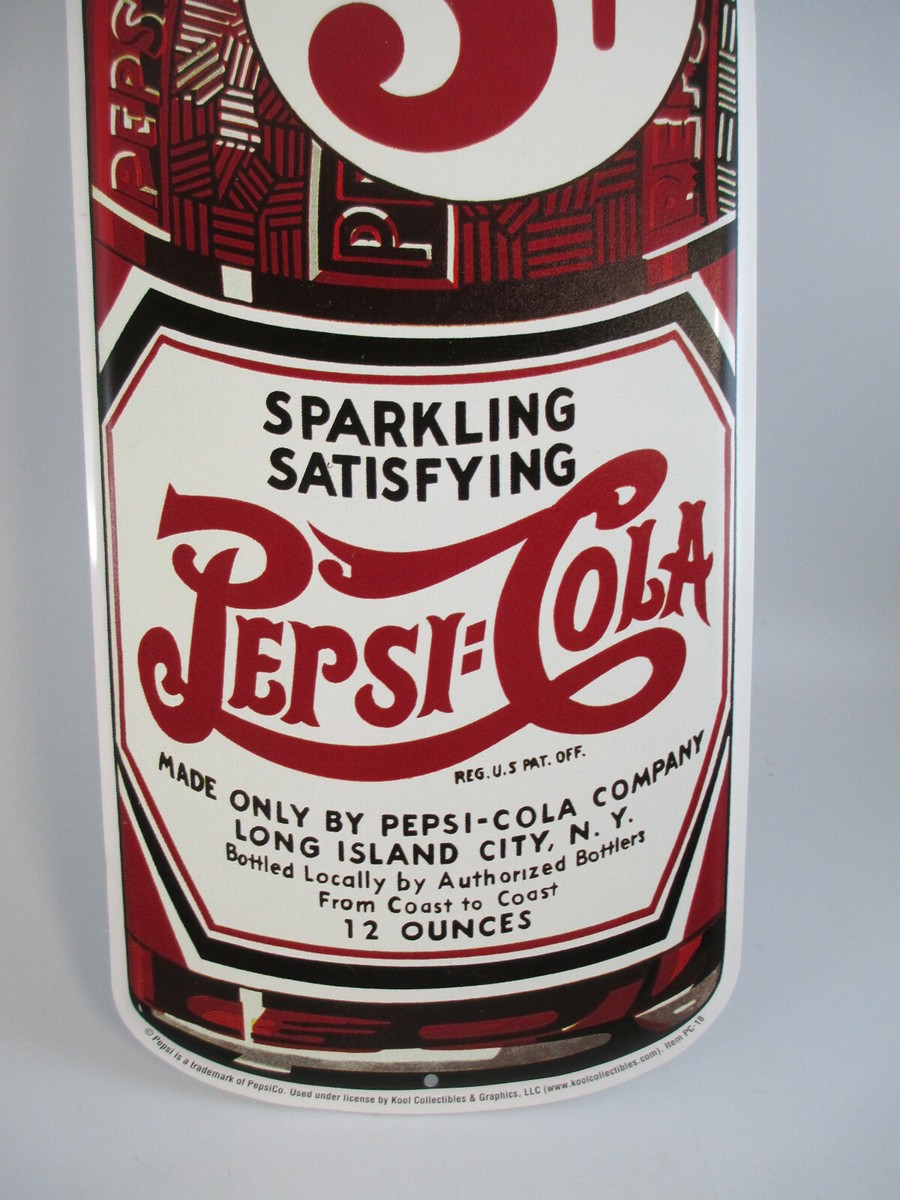 PEPS
P
SPARKLING
SATISFYING
PEPSI=COLA
REG. U.S PAT. OFF.
MADE ONLY BY PEPSI-COLA COMPANY
LONG ISLAND CITY, N. Y.
Bottled Locally by Authorized Bottlers
From Coast to Coast
12 OUNCES
© Pepsi is a trademark of PepsiCo. Used under license by Kool Collectibles & Graphics, LLC (www.koolcollectibles.com). Item PC-18